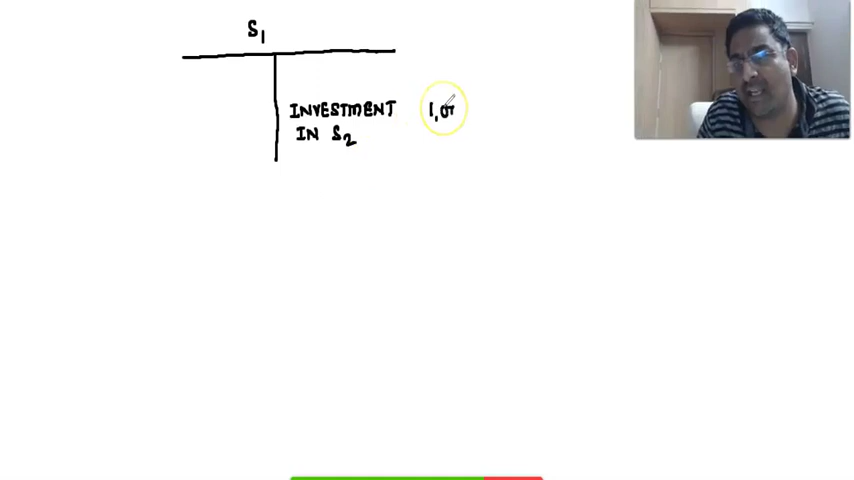 S1
INVESTMENT
IN S2